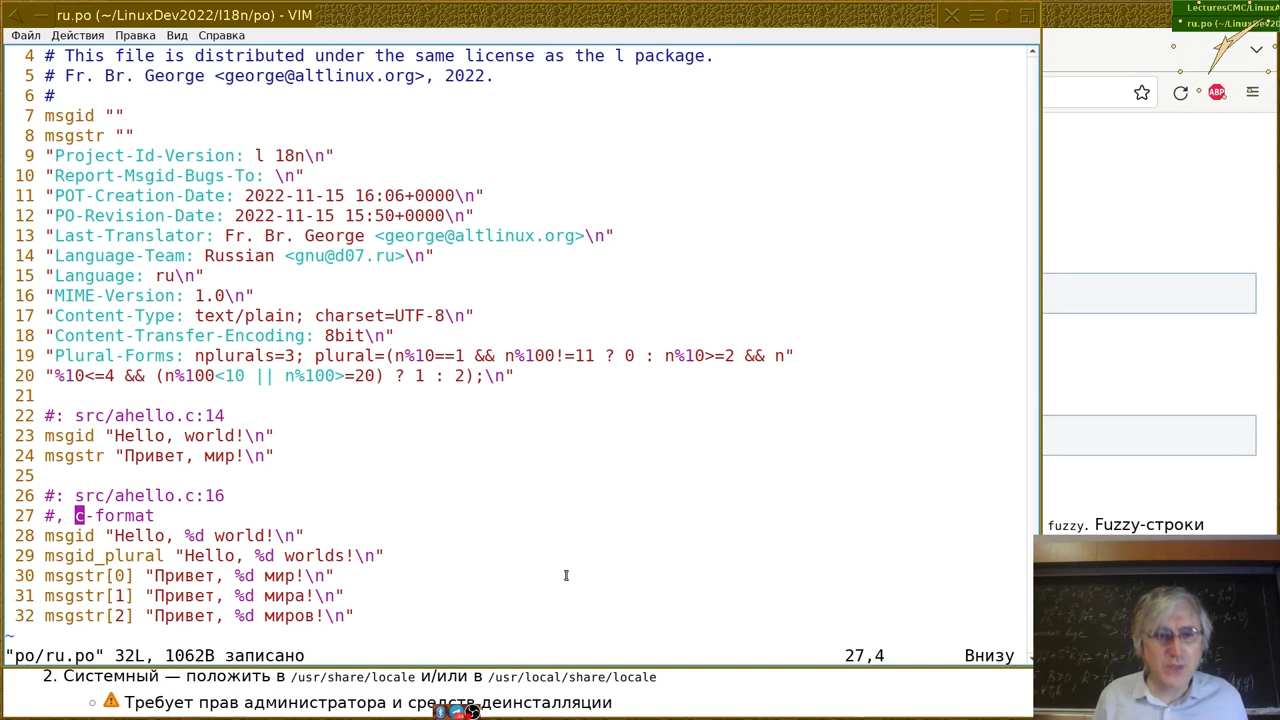 ru.po (~/LinuxDev2022/l18n/po) - VIM
LecturesCMC/LinuxA
ru.po (~/LinuxDev20
Файл Действия Правка Вид Справка
4 # This file is distributed under the same license as the l package.
5 # Fr. Br. George <george@altlinux.org>, 2022.
6 #
7 msgid ""
8 msgstr ""
9 "Project-Id-Version: l 18n\n"
10 "Report-Msgid-Bugs-To: \n"
11 "POT-Creation-Date: 2022-11-15 16:06+0000\n"
12 "PO-Revision-Date: 2022-11-15 15:50+0000\n"
13 "Last-Translator: Fr. Br. George <george@altlinux.org>\n"
14 "Language-Team: Russian <gnu@d07.ru>\n"
15 "Language: ru\n"
16 "MIME-Version: 1.0\n"
17 "Content-Type: text/plain; charset=UTF-8\n"
18 "Content-Transfer-Encoding: 8bit\n"
19 "Plural-Forms: nplurals=3; plural=(n%10==1 && n%100!=11 ? 0 : n%10>=2 && n"
20 "%10<=4 && (n%100<10 || n%100>=20) ? 1 : 2);\n"
21
22 #: src/ahello.c:14
23 msgid "Hello, world!\n"
24 msgstr "Привет, мир!\n"
25
26 #: src/ahello.c:16
27 #, c-format
28 msgid "Hello, %d world!\n"
29 msgid_plural "Hello, %d worlds!\n"
30 msgstr[0] "Привет, %d мир!\n"
31 msgstr[1] "Привет, %d мира!\n"
32 msgstr[2] "Привет, %d миров!\n"
~
"po/ru.po" 32L, 1062B записано 27,4 Внизу
ABP
fuzzy. Fuzzy-строки
2. Системный — положить в /usr/share/locale и/или в /usr/local/share/locale
Требует прав администратора и средств деинсталляции